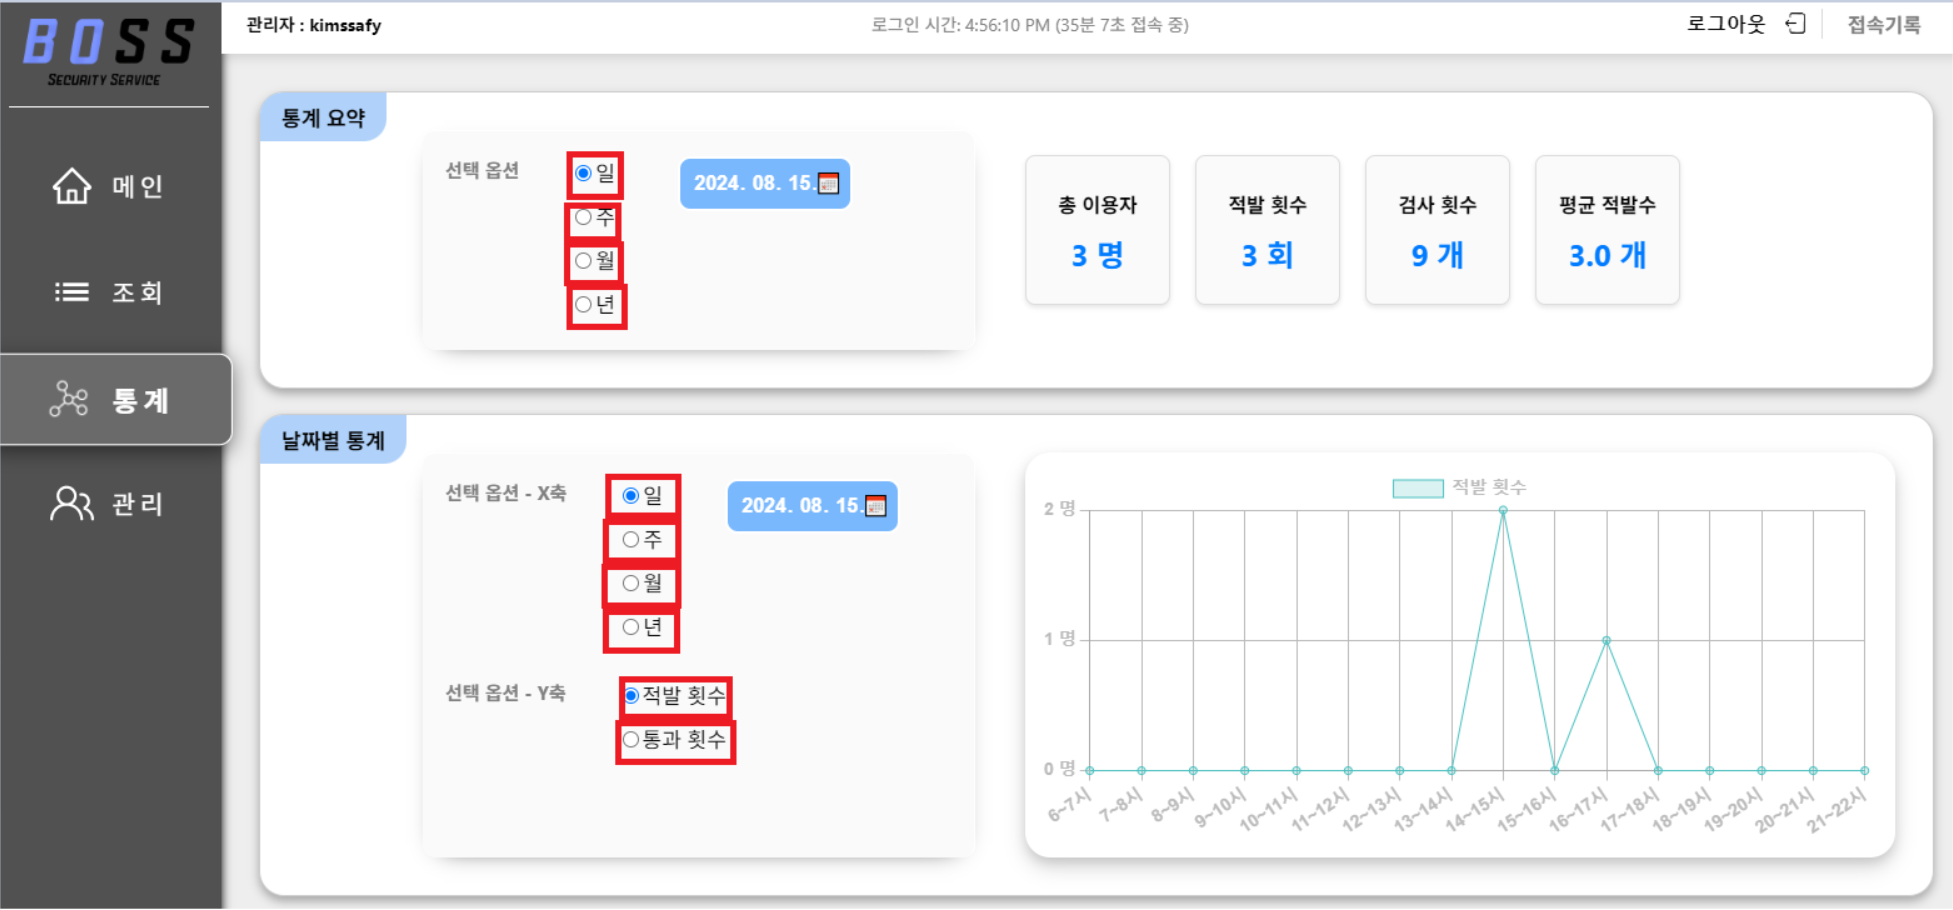 BOSS
SECURITY SERVICE
관리자 : kimssafy
로그인 시간: 4:56:10 PM (35분 7초 접속 중)
로그아웃
접속기록
메인
조회
통계
관리
통계 요약
선택 옵션
일
주
월
년
2024. 08. 15.
총 이용자
3 명
적발 횟수
3 회
검사 횟수
9 개
평균 적발수
3.0 개
날짜별 통계
선택 옵션 - X축
일
주
월
년
2024. 08. 15.
선택 옵션 - Y축
적발 횟수
통과 횟수
적발 횟수
2 명
1 명
0 명
6~7시
7~8시
8~9시
9~10시
10~11시
11~12시
12~13시
13~14시
14~15시
15~16시
16~17시
17~18시
18~19시
19~20시
20~21시
21~22시